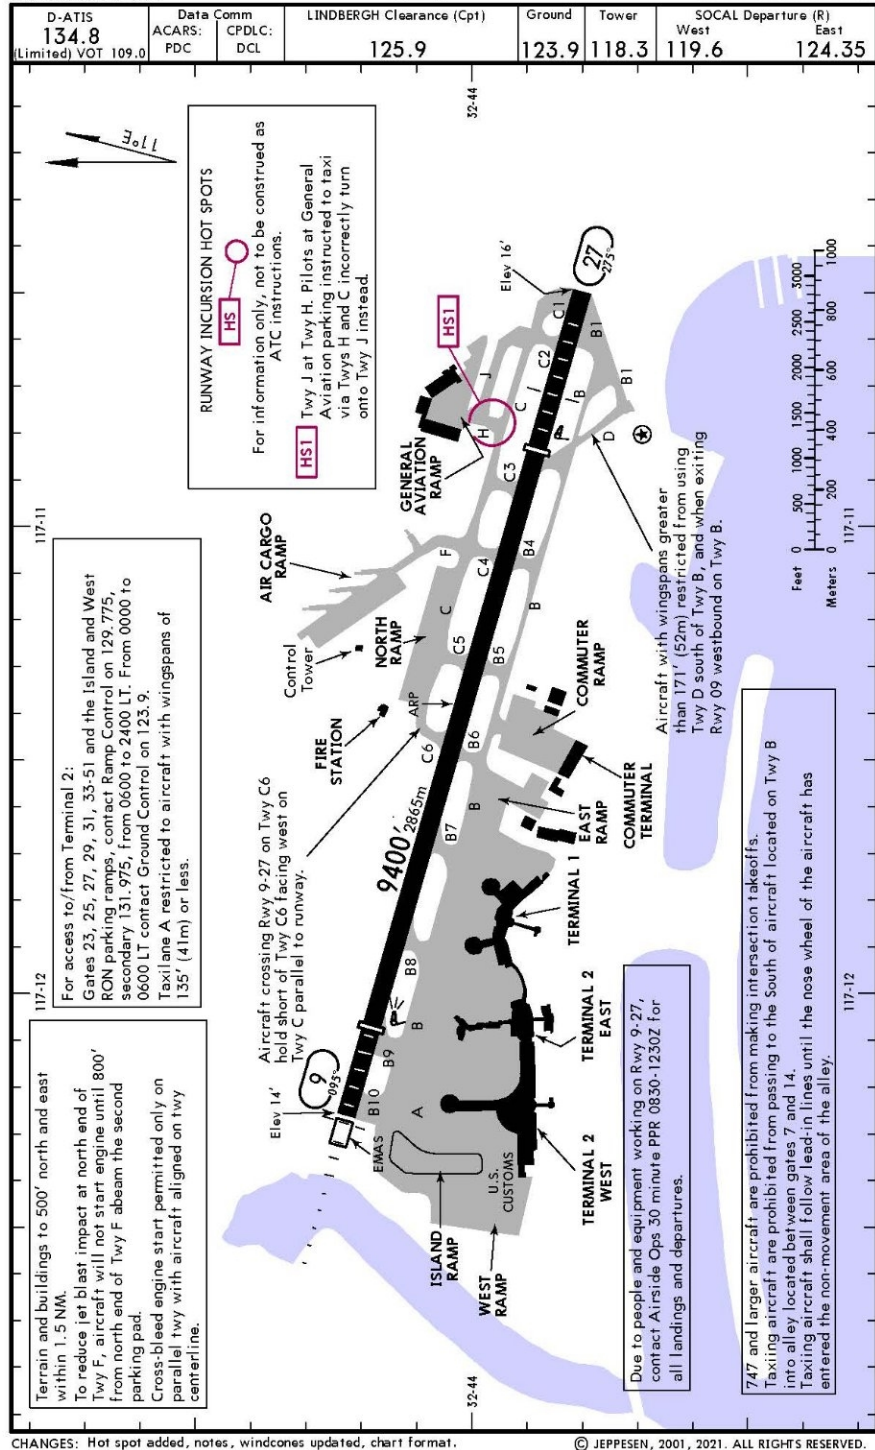 D-ATIS
134.8
(Limited) VOT 109.0
Data Comm
ACARS:
PDC
CPDLC:
DCL
LINDBERGH Clearance (Cpt)
125.9
Ground
123.9
Tower
118.3
SOCAL Departure (R)
West
119.6
East
124.35
Terrain and buildings to 500' north and east
within 1.5 NM.
To reduce jet blast impact at north end of
Twy F, aircraft will not start engine until 800'
from north end of Twy F abeam the second
parking pad.
Cross-bleed engine start permitted only on
parallel twy with aircraft aligned on twy
centerline.
117-12
For access to/from Terminal 2:
Gates 23, 25, 27, 29, 31, 33-51 and the Island and West
RON parking ramps, contact Ramp Control on 129.775,
secondary 131.975, from 0600 to 2400 LT. From 0000 to
0600 LT contact Ground Control on 123.9.
Taxilane A restricted to aircraft with wingspans of
135' (41m) or less.
117-11
RUNWAY INCURSION HOT SPOTS
HS
For information only, not to be construed as
ATC instructions.
HS1
Twy J at Twy H. Pilots at General
Aviation parking instructed to taxi
via Twys H and C incorrectly turn
onto Twy J instead.
11°E
32-44
Aircraft crossing Rwy 9-27 on Twy C6
hold short of Twy C6 facing west on
Twy C parallel to runway.
FIRE
STATION
Control
Tower
AIR CARGO
RAMP
NORTH
RAMP
GENERAL
AVIATION
RAMP
HS1
Elev 14'
9
093°
EMAS
B10
B9
B8
B
A
9400'
2865m
B7
B
C6
B6
ARP
C5
C
B5
C4
F
B4
B
C3
H
J
C
C2
C1
B
D
B1
B1
Elev 16'
27
275°
ISLAND
RAMP
WEST
RAMP
U.S.
CUSTOMS
TERMINAL 2
WEST
TERMINAL 2
EAST
TERMINAL 1
EAST
RAMP
COMMUTER
TERMINAL
COMMUTER
RAMP
Aircraft with wingspans greater
than 171' (52m) restricted from using
Twy D south of Twy B, and when exiting
Rwy 09 westbound on Twy B.
Due to people and equipment working on Rwy 9-27,
contact Airside Ops 30 minute PPR 0830-1230Z for
all landings and departures.
747 and larger aircraft are prohibited from making intersection takeoffs.
Taxiing aircraft are prohibited from passing to the South of aircraft located on Twy B
into alley located between gates 7 and 14.
Taxiing aircraft shall follow lead-in lines until the nose wheel of the aircraft has
entered the non-movement area of the alley.
Feet 0 500 1000 1500 2000 2500 3000
Meters 0 200 400 600 800 1000
32-44
117-12
117-11
CHANGES: Hot spot added, notes, windcones updated, chart format.
© JEPPESEN, 2001, 2021. ALL RIGHTS RESERVED.